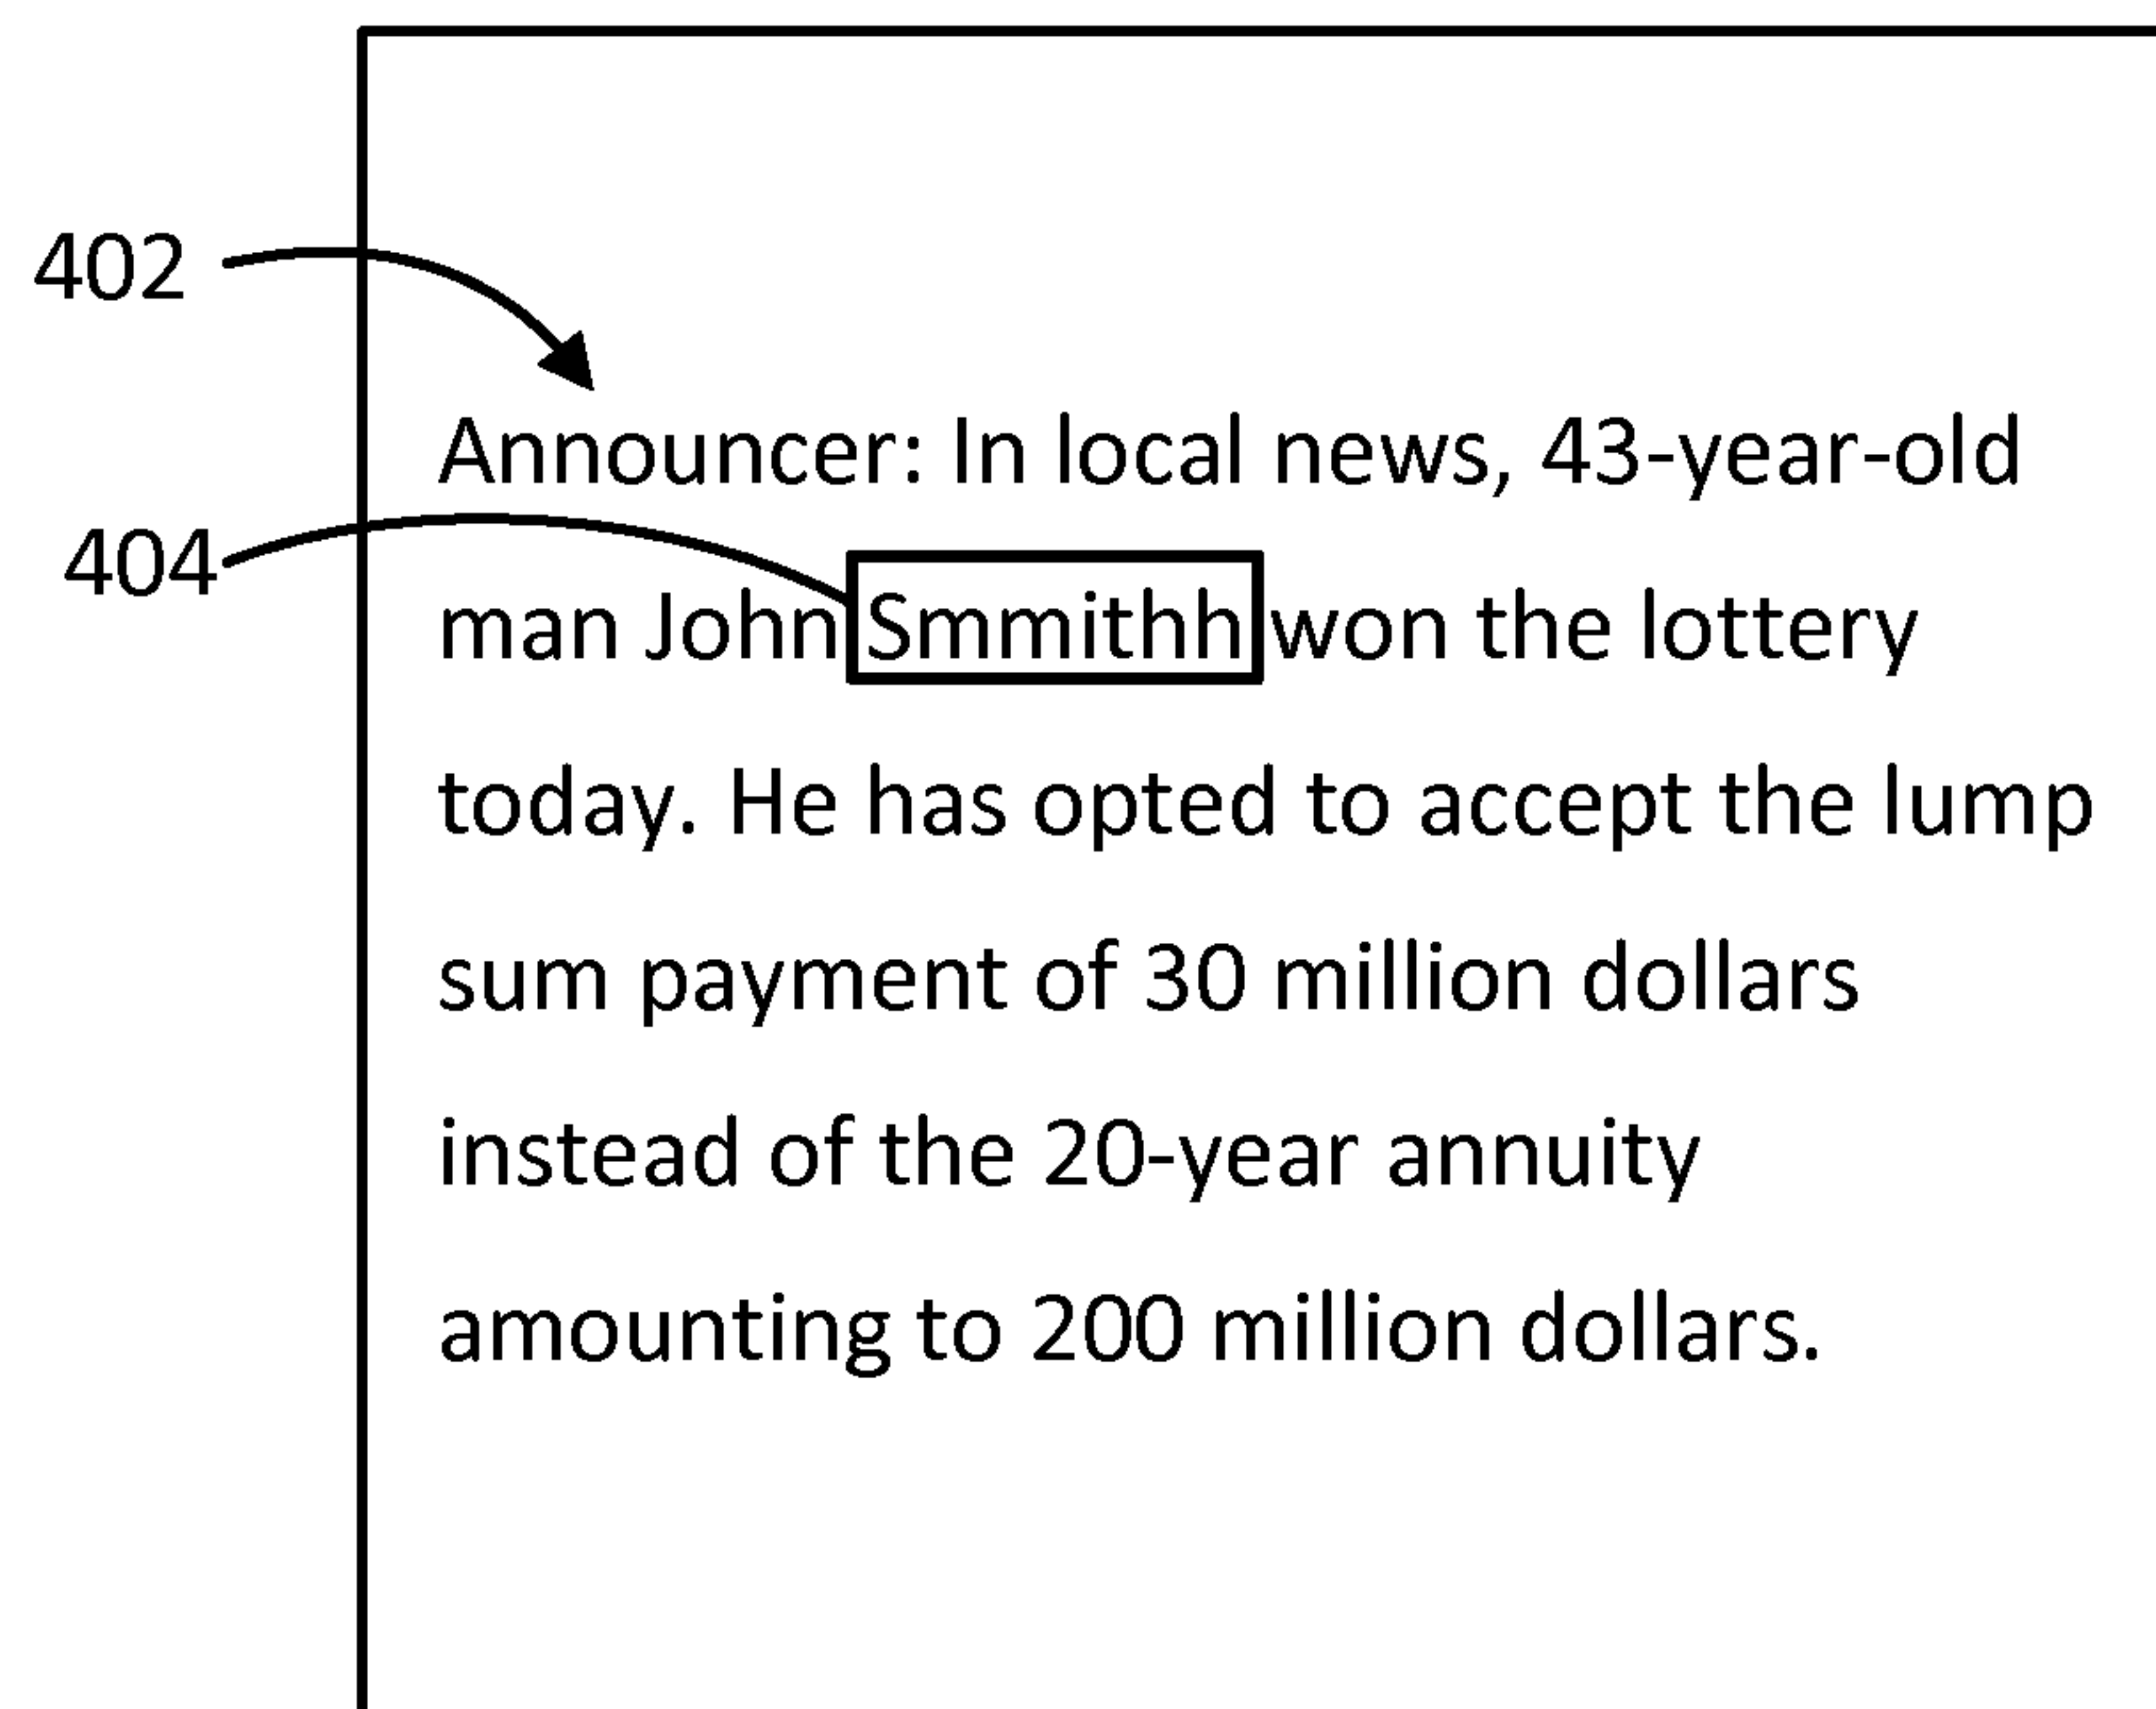 402
Announcer: In local news, 43-year-old
404
man John Smmithh won the lottery
today. He has opted to accept the lump
sum payment of 30 million dollars
instead of the 20-year annuity
amounting to 200 million dollars.